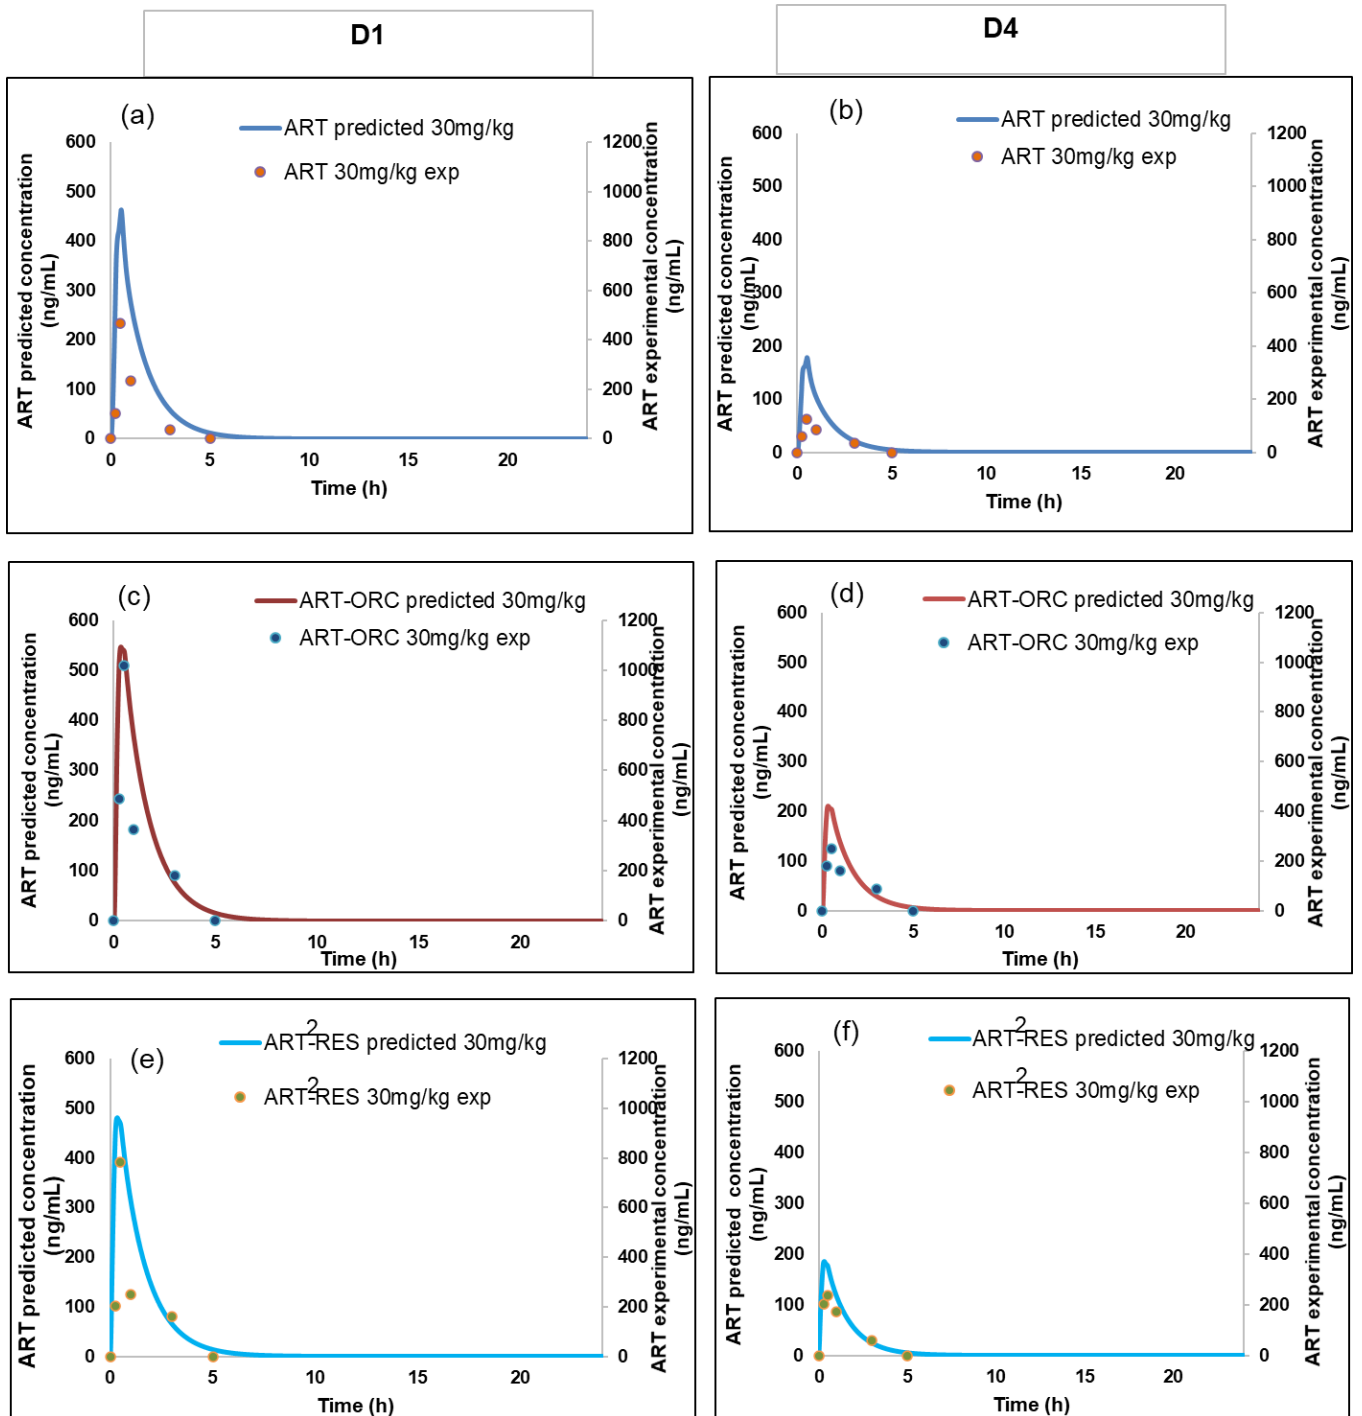 D1
D4
(a)
ART predicted 30mg/kg
ART 30mg/kg exp
ART predicted concentration
(ng/mL)
600
500
400
300
200
100
0
1200
1000
800
600
400
200
0
ART experimental concentration
(ng/mL)
0 5 10 15 20
Time (h)
(b)
ART predicted 30mg/kg
ART 30mg/kg exp
ART predicted concentration
(ng/mL)
600
500
400
300
200
100
0
1200
1000
800
600
400
200
0
ART experimental concentration
(ng/mL)
0 5 10 15 20
Time (h)
(c)
ART-ORC predicted 30mg/kg
ART-ORC 30mg/kg exp
ART predicted concentration
(ng/mL)
600
500
400
300
200
100
0
1200
1000
800
600
400
200
0
ART experimental concentration
(ng/mL)
0 5 10 15 20
Time (h)
(d)
ART-ORC predicted 30mg/kg
ART-ORC 30mg/kg exp
ART predicted concentration
(ng/mL)
600
500
400
300
200
100
0
1200
1000
800
600
400
200
0
ART experimental concentration
(ng/mL)
0 5 10 15 20
Time (h)
(e)
ART-2RES predicted 30mg/kg
ART-2RES 30mg/kg exp
ART predicted concentration
(ng/mL)
600
500
400
300
200
100
0
1200
1000
800
600
400
200
0
ART experimental concentration
(ng/mL)
0 5 10 15 20
Time (h)
(f)
ART-2RES predicted 30mg/kg
ART-2RES 30mg/kg exp
ART predicted concentration
(ng/mL)
600
500
400
300
200
100
0
1200
1000
800
600
400
200
0
ART experimental concentration
(ng/mL)
0 5 10 15 20
Time (h)